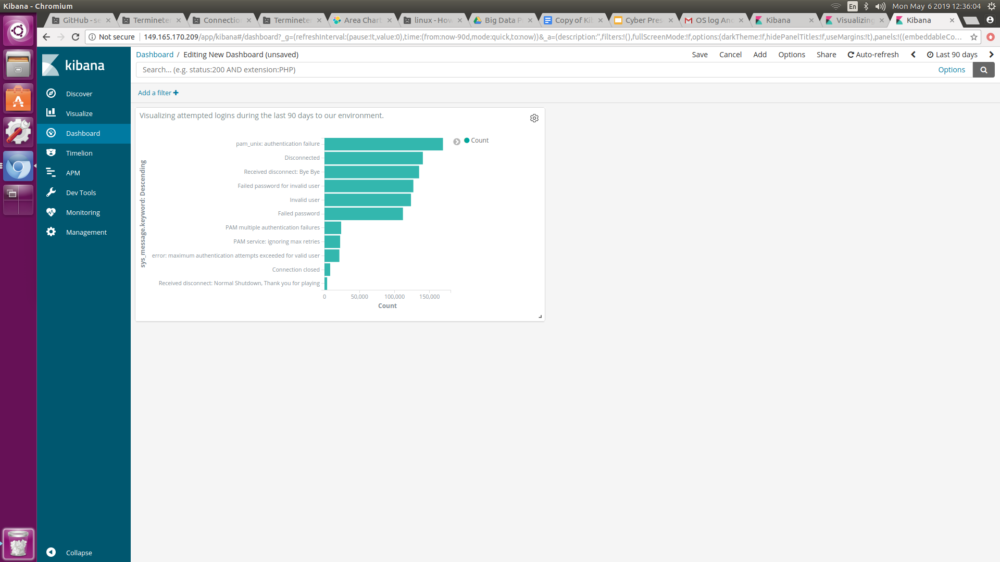 Kibana - Chromium
En
Mon May 6 2019 12:36:04
GitHub - se
Termineter
Connectio
Termineter
Area Chart
linux - How
Big Data P
Copy of Kib
Cyber Pres
OS log Ano
Kibana
Visualizing
Kibana
Not secure
149.165.170.209/app/kibana#/dashboard?_g=(refreshInterval:(pause:!t,value:0),time:(from:now-90d,mode:quick,to:now))&_a=(description:'',filters:!(),fullScreenMode:!f,options:(darkTheme:!f,hidePanelTitles:!f,useMargins:!t),panels:!((embeddableCo...
kibana
Discover
Visualize
Dashboard
Timelion
APM
Dev Tools
Monitoring
Management
Collapse
Dashboard / Editing New Dashboard (unsaved)
Save
Cancel
Add
Options
Share
Auto-refresh
Last 90 days
Search... (e.g. status:200 AND extension:PHP)
Options
Add a filter +
Visualizing attempted logins during the last 90 days to our environment.
sys_message.keyword: Descending
pam_unix: authentication failure
Disconnected
Received disconnect: Bye Bye
Failed password for invalid user
Invalid user
Failed password
PAM multiple authentication failures
PAM service: ignoring max retries
error: maximum authentication attempts exceeded for valid user
Connection closed
Received disconnect: Normal Shutdown, Thank you for playing
0
50,000
100,000
150,000
Count
Count